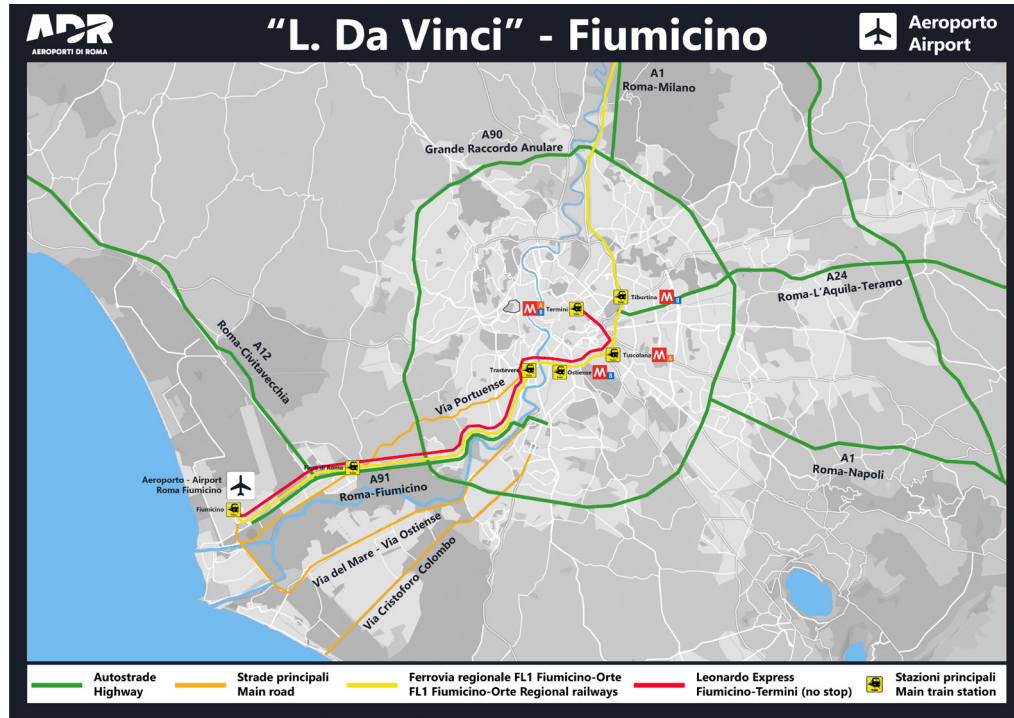 ADR
AEROPORTI DI ROMA
“L. Da Vinci” - Fiumicino
Aeroporto
Airport
A1
Roma-Milano
A90
Grande Raccordo Anulare
A24
Roma-L’Aquila-Teramo
Tiburtina
M
B
M
A
B
Termini
Tuscolana
M
A
Trastevere
Ostiense
M
B
A12
Roma-Civitavecchia
Via Portuense
A1
Roma-Napoli
Aeroporto - Airport
Roma Fiumicino
Fiumicino
A91
Roma-Fiumicino
Via del Mare - Via Ostiense
Via Cristoforo Colombo
Autostrade
Highway
Strade principali
Main road
Ferrovia regionale FL1 Fiumicino-Orte
FL1 Fiumicino-Orte Regional railways
Leonardo Express
Fiumicino-Termini (no stop)
Stazioni principali
Main train station